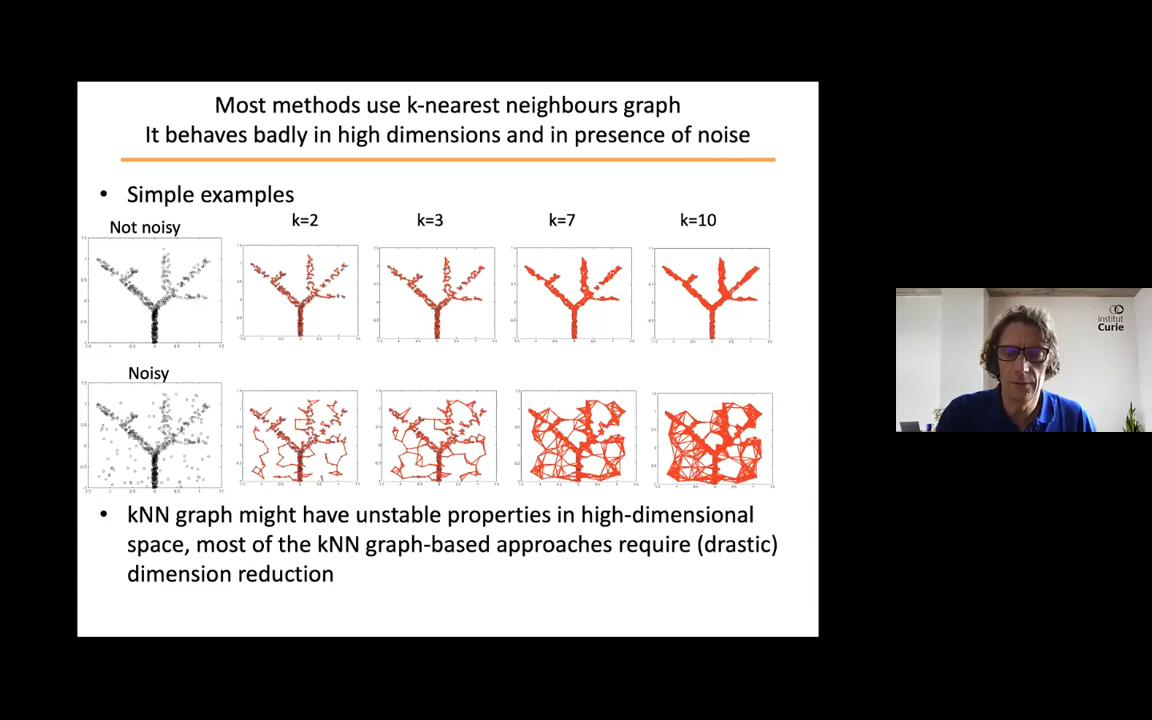 Most methods use k-nearest neighbours graph
It behaves badly in high dimensions and in presence of noise
• Simple examples
Not noisy
k=2
k=3
k=7
k=10
Noisy
• kNN graph might have unstable properties in high-dimensional
space, most of the kNN graph-based approaches require (drastic)
dimension reduction
institut
Curie